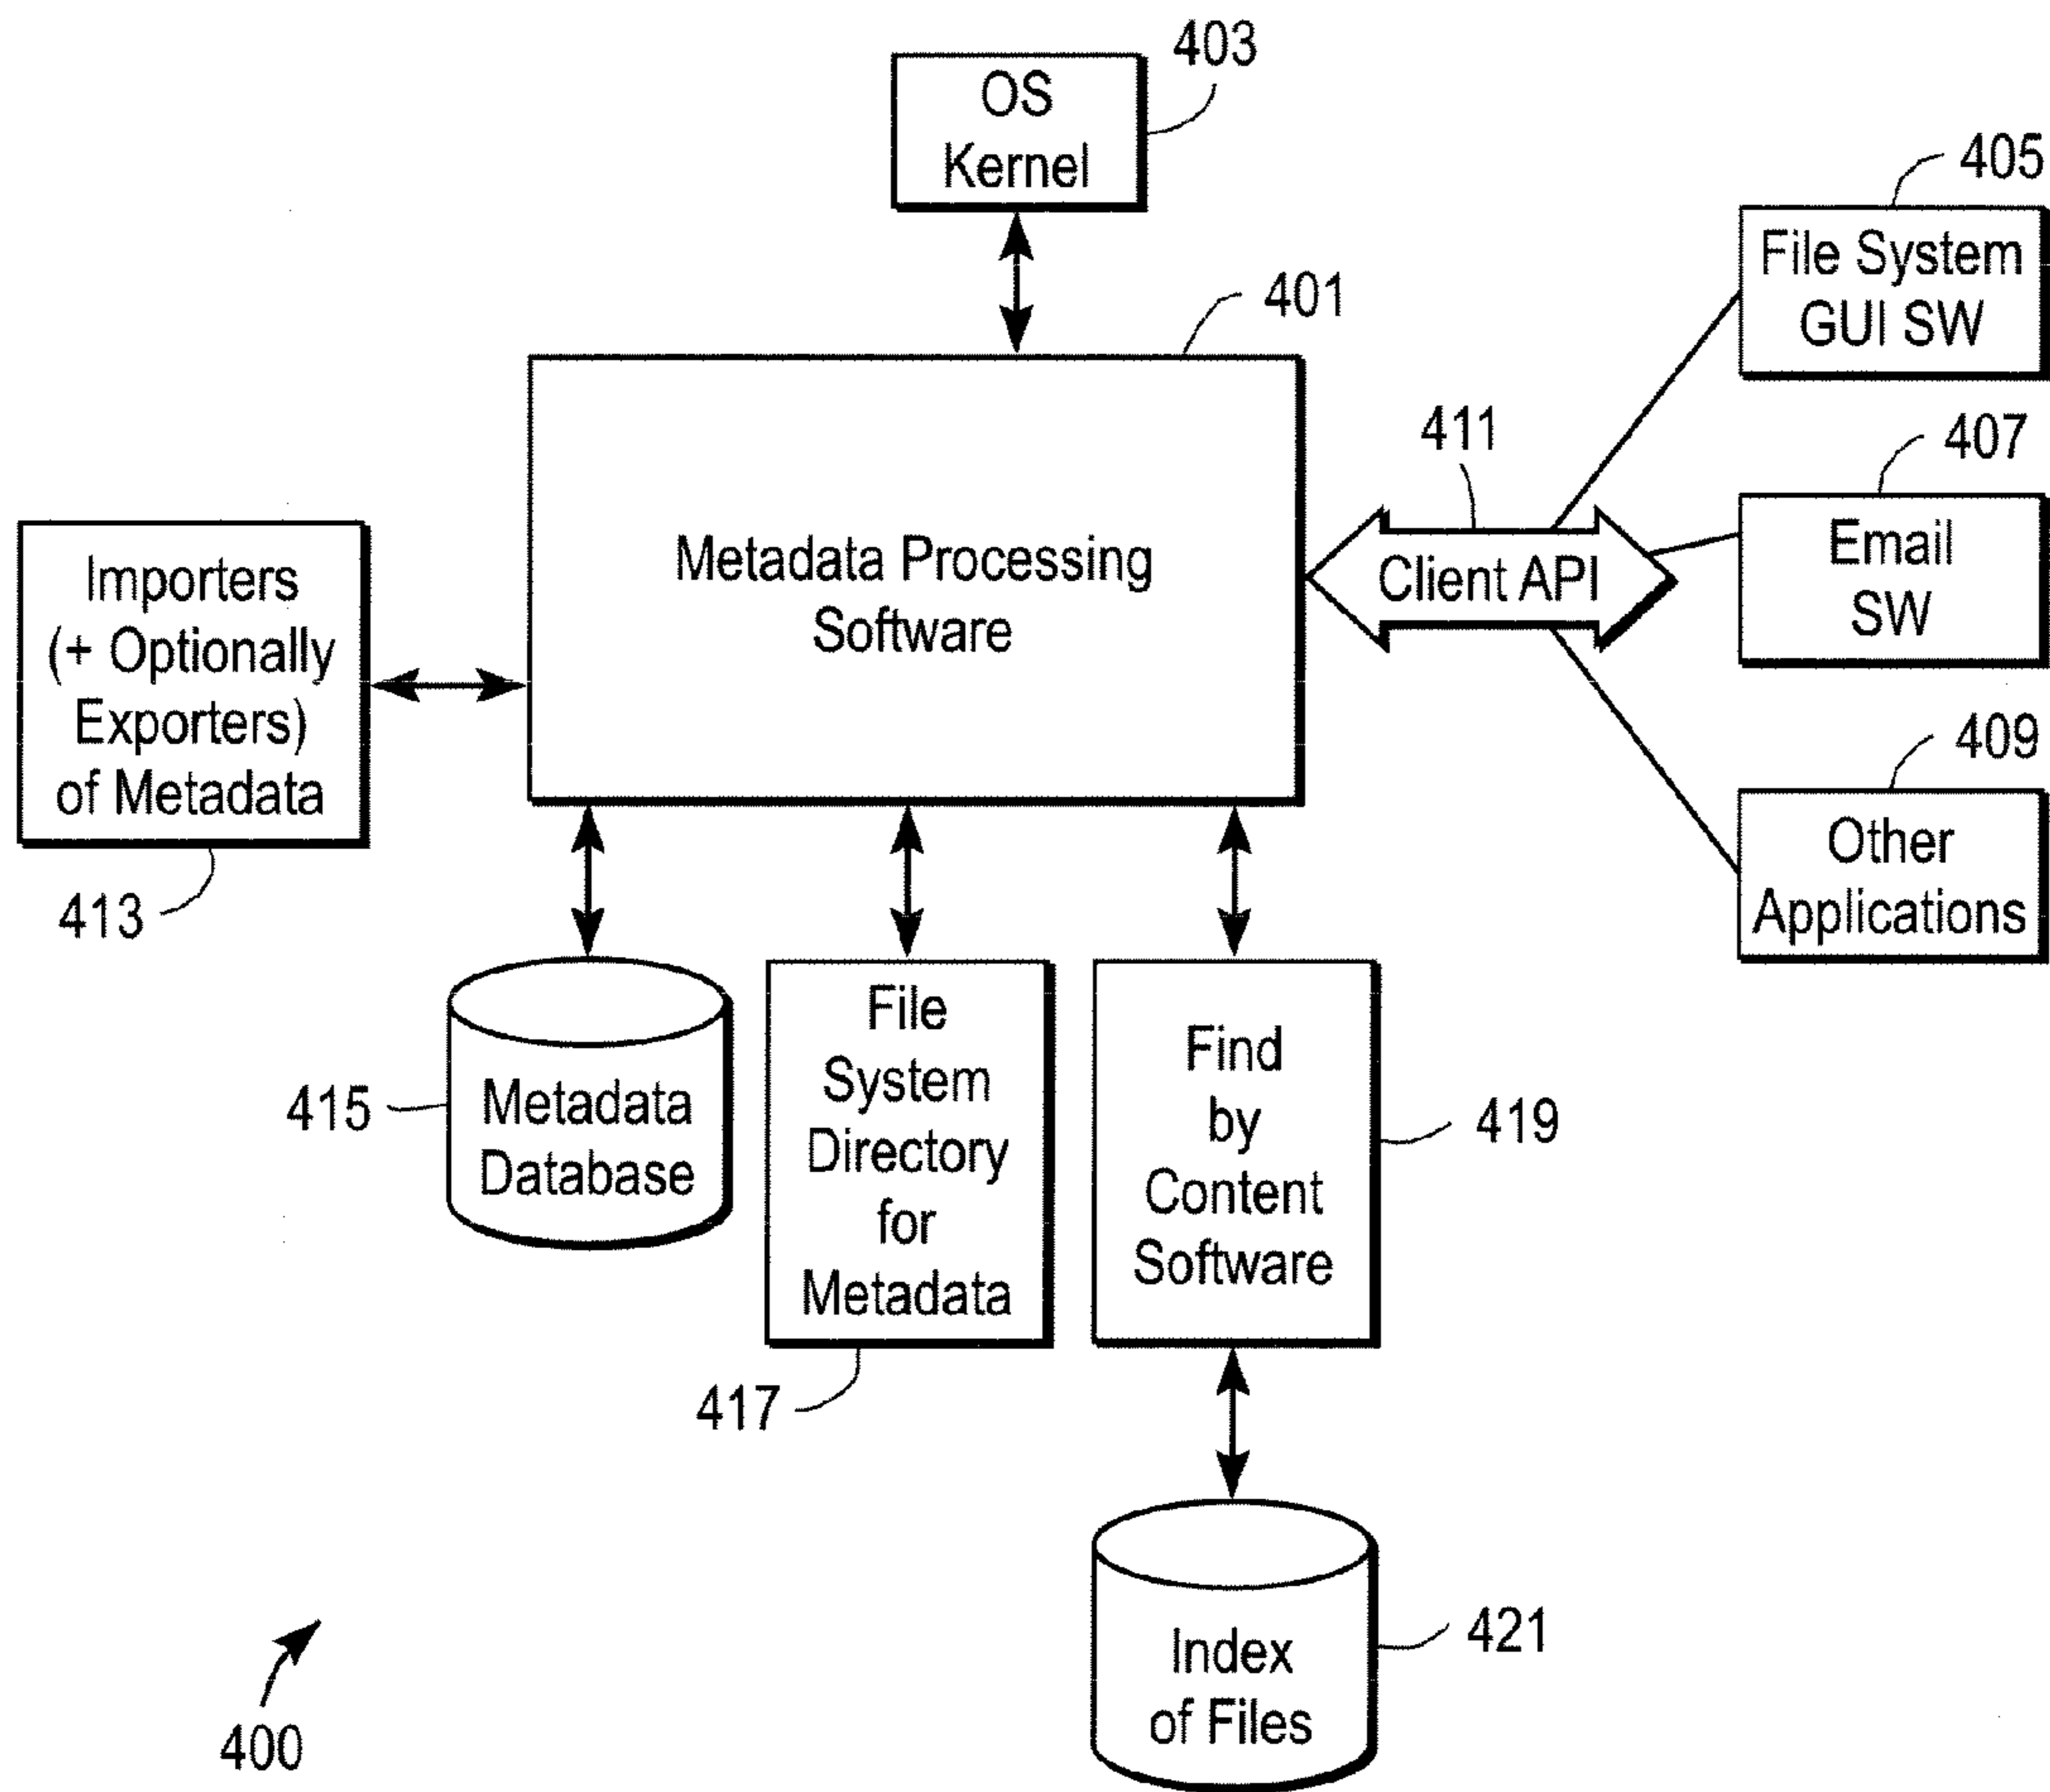 403
OS
Kernel
405
File System
GUI SW
401
411
407
Metadata Processing
Software
Client API
Email
SW
Importers
(+ Optionally
Exporters)
of Metadata
413
409
Other
Applications
415
Metadata
Database
File
System
Directory
for
Metadata
417
Find
by
Content
Software
419
Index
of Files
421
400